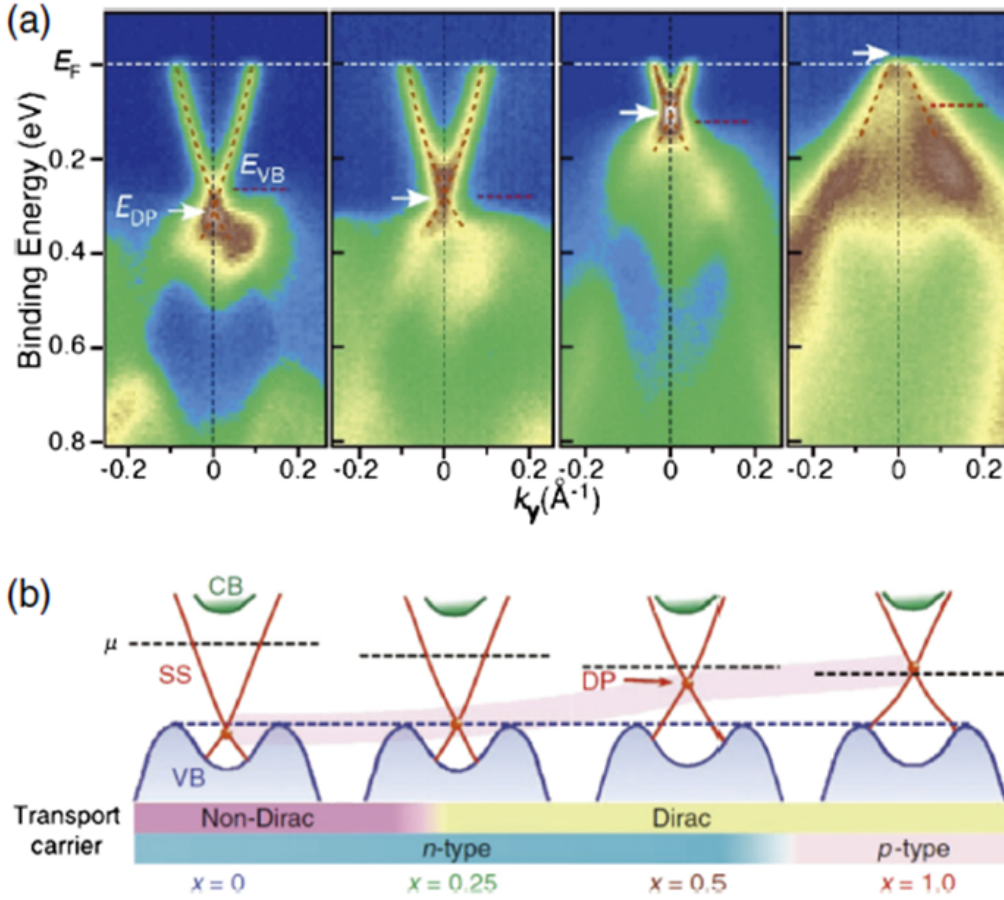 (a)
E_F
E_VB
E_DP
0.2
0.4
0.6
0.8
Binding Energy (eV)
-0.2 0 0.2 -0.2 0 0.2 -0.2 0 0.2 -0.2 0 0.2
k_y(Å⁻¹)
(b)
CB
μ
SS
DP
VB
Transport carrier
Non-Dirac Dirac
n-type p-type
x = 0 x = 0.25 x = 0.5 x = 1.0